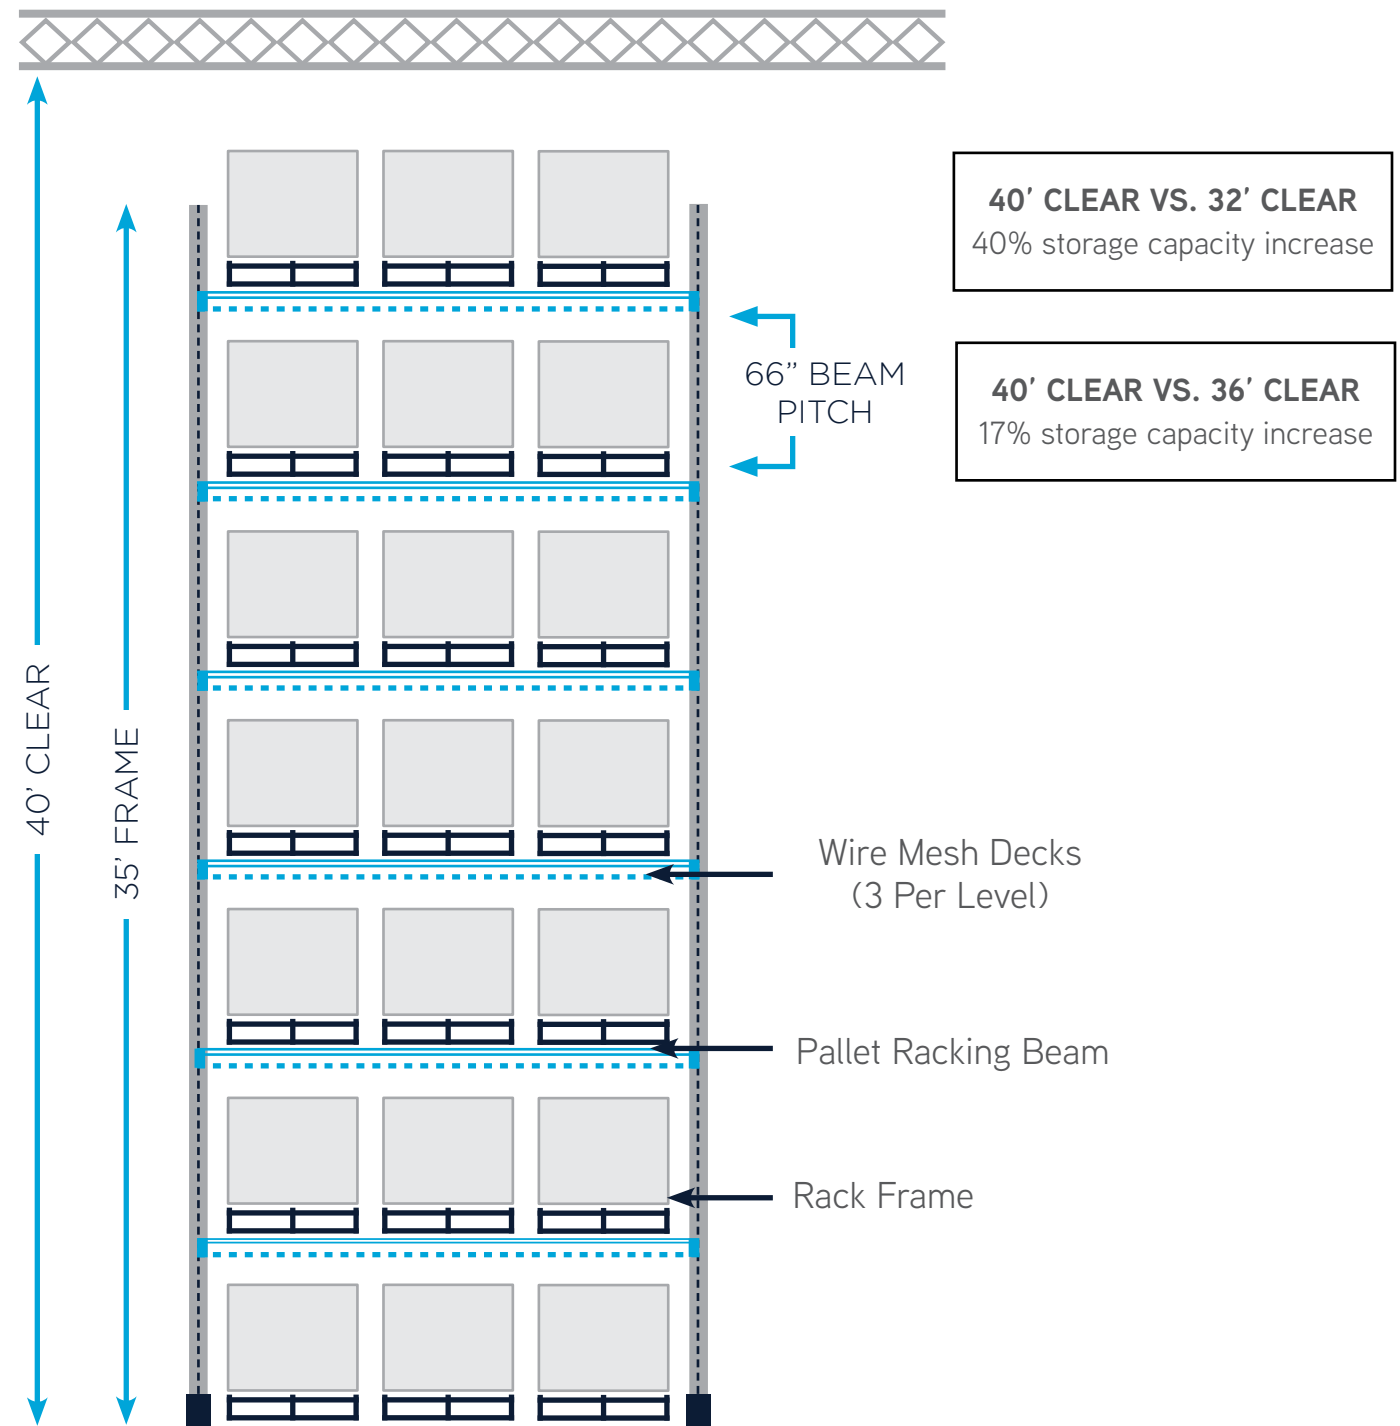 40’ CLEAR VS. 32’ CLEAR
40% storage capacity increase
40’ CLEAR VS. 36’ CLEAR
17% storage capacity increase
66” BEAM
PITCH
40’ CLEAR
35’ FRAME
Wire Mesh Decks
(3 Per Level)
Pallet Racking Beam
Rack Frame